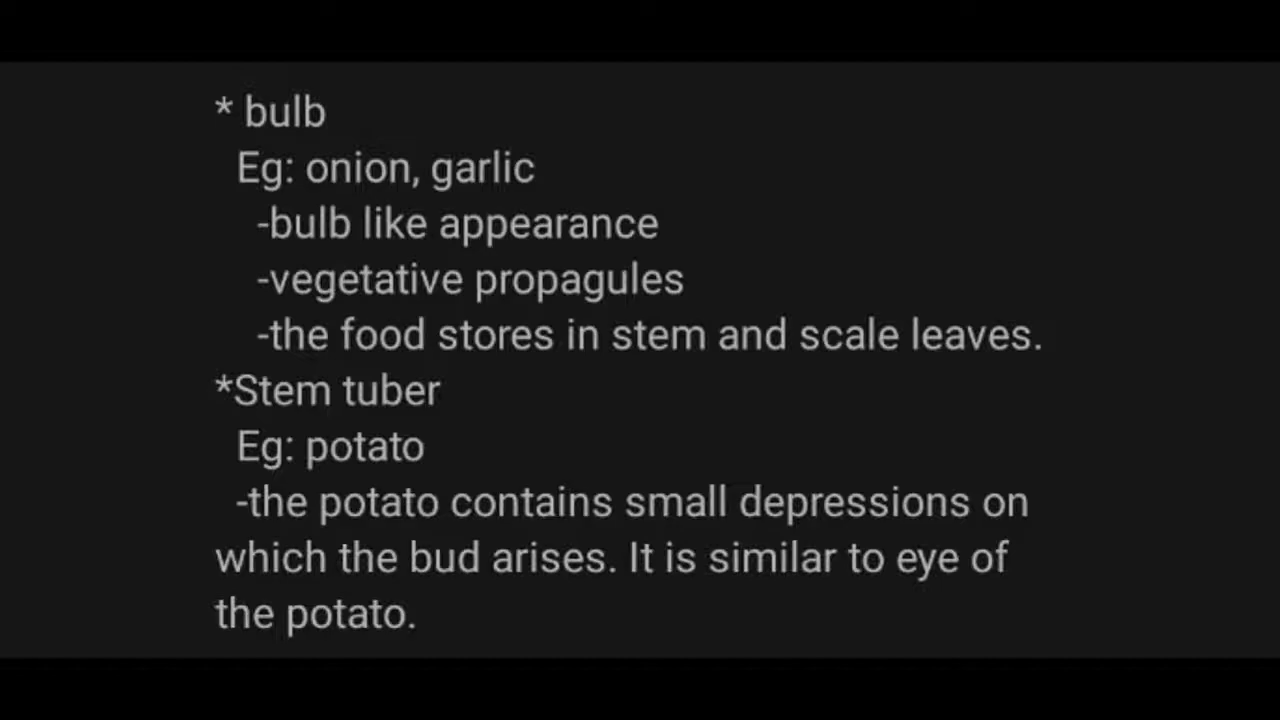 * bulb
Eg: onion, garlic
-bulb like appearance
-vegetative propagules
-the food stores in stem and scale leaves.
*Stem tuber
Eg: potato
-the potato contains small depressions on
which the bud arises. It is similar to eye of
the potato.